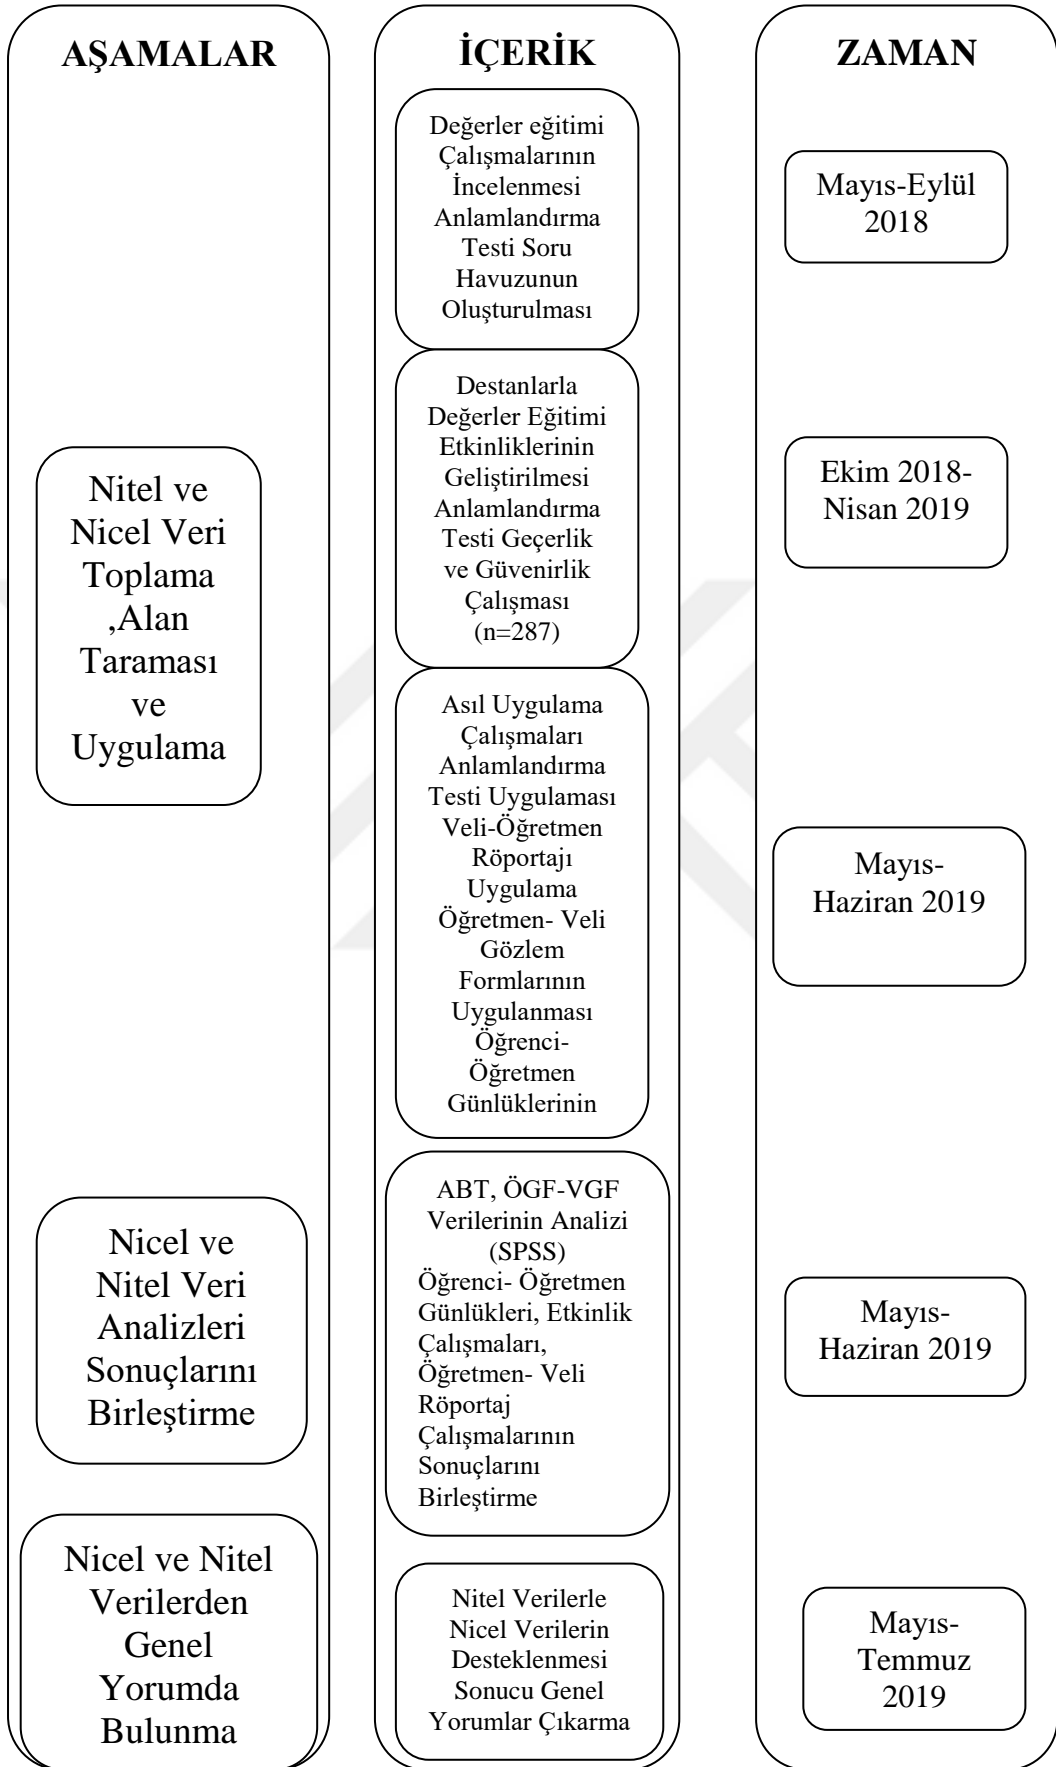 AŞAMALAR
Nitel ve
Nicel Veri
Toplama
,Alan
Taraması
ve
Uygulama
Nicel ve
Nitel Veri
Analizleri
Sonuçlarını
Birleştirme
Nicel ve Nitel
Verilerden
Genel
Yorumda
Bulunma
İÇERİK
Değerler eğitimi
Çalışmalarının
İncelenmesi
Anlamlandırma
Testi Soru
Havuzunun
Oluşturulması
Destanlarla
Değerler Eğitimi
Etkinliklerinin
Geliştirilmesi
Anlamlandırma
Testi Geçerlik
ve Güvenirlik
Çalışması
(n=287)
Asıl Uygulama
Çalışmaları
Anlamlandırma
Testi Uygulaması
Veli-Öğretmen
Röportajı
Uygulama
Öğretmen- Veli
Gözlem
Formlarının
Uygulanması
Öğrenci-
Öğretmen
Günlüklerinin
ABT, ÖGF-VGF
Verilerinin Analizi
(SPSS)
Öğrenci- Öğretmen
Günlükleri, Etkinlik
Çalışmaları,
Öğretmen- Veli
Röportaj
Çalışmalarının
Sonuçlarını
Birleştirme
Nitel Verilerle
Nicel Verilerin
Desteklenmesi
Sonucu Genel
Yorumlar Çıkarma
ZAMAN
Mayıs-Eylül
2018
Ekim 2018-
Nisan 2019
Mayıs-
Haziran 2019
Mayıs-
Haziran 2019
Mayıs-
Temmuz
2019